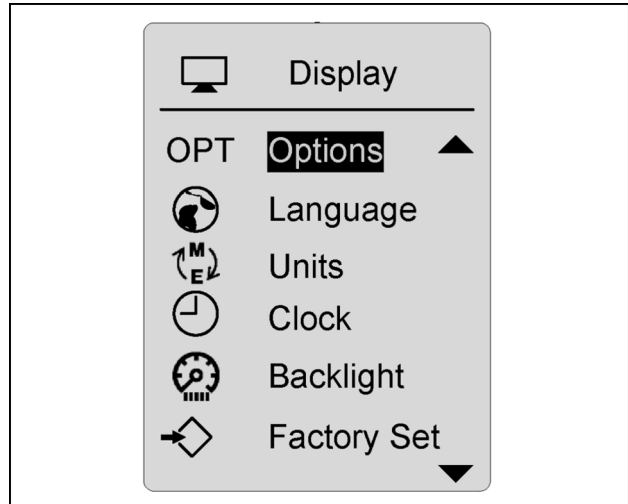 Display
OPT Options
Language
M E Units
Clock
Backlight
Factory Set